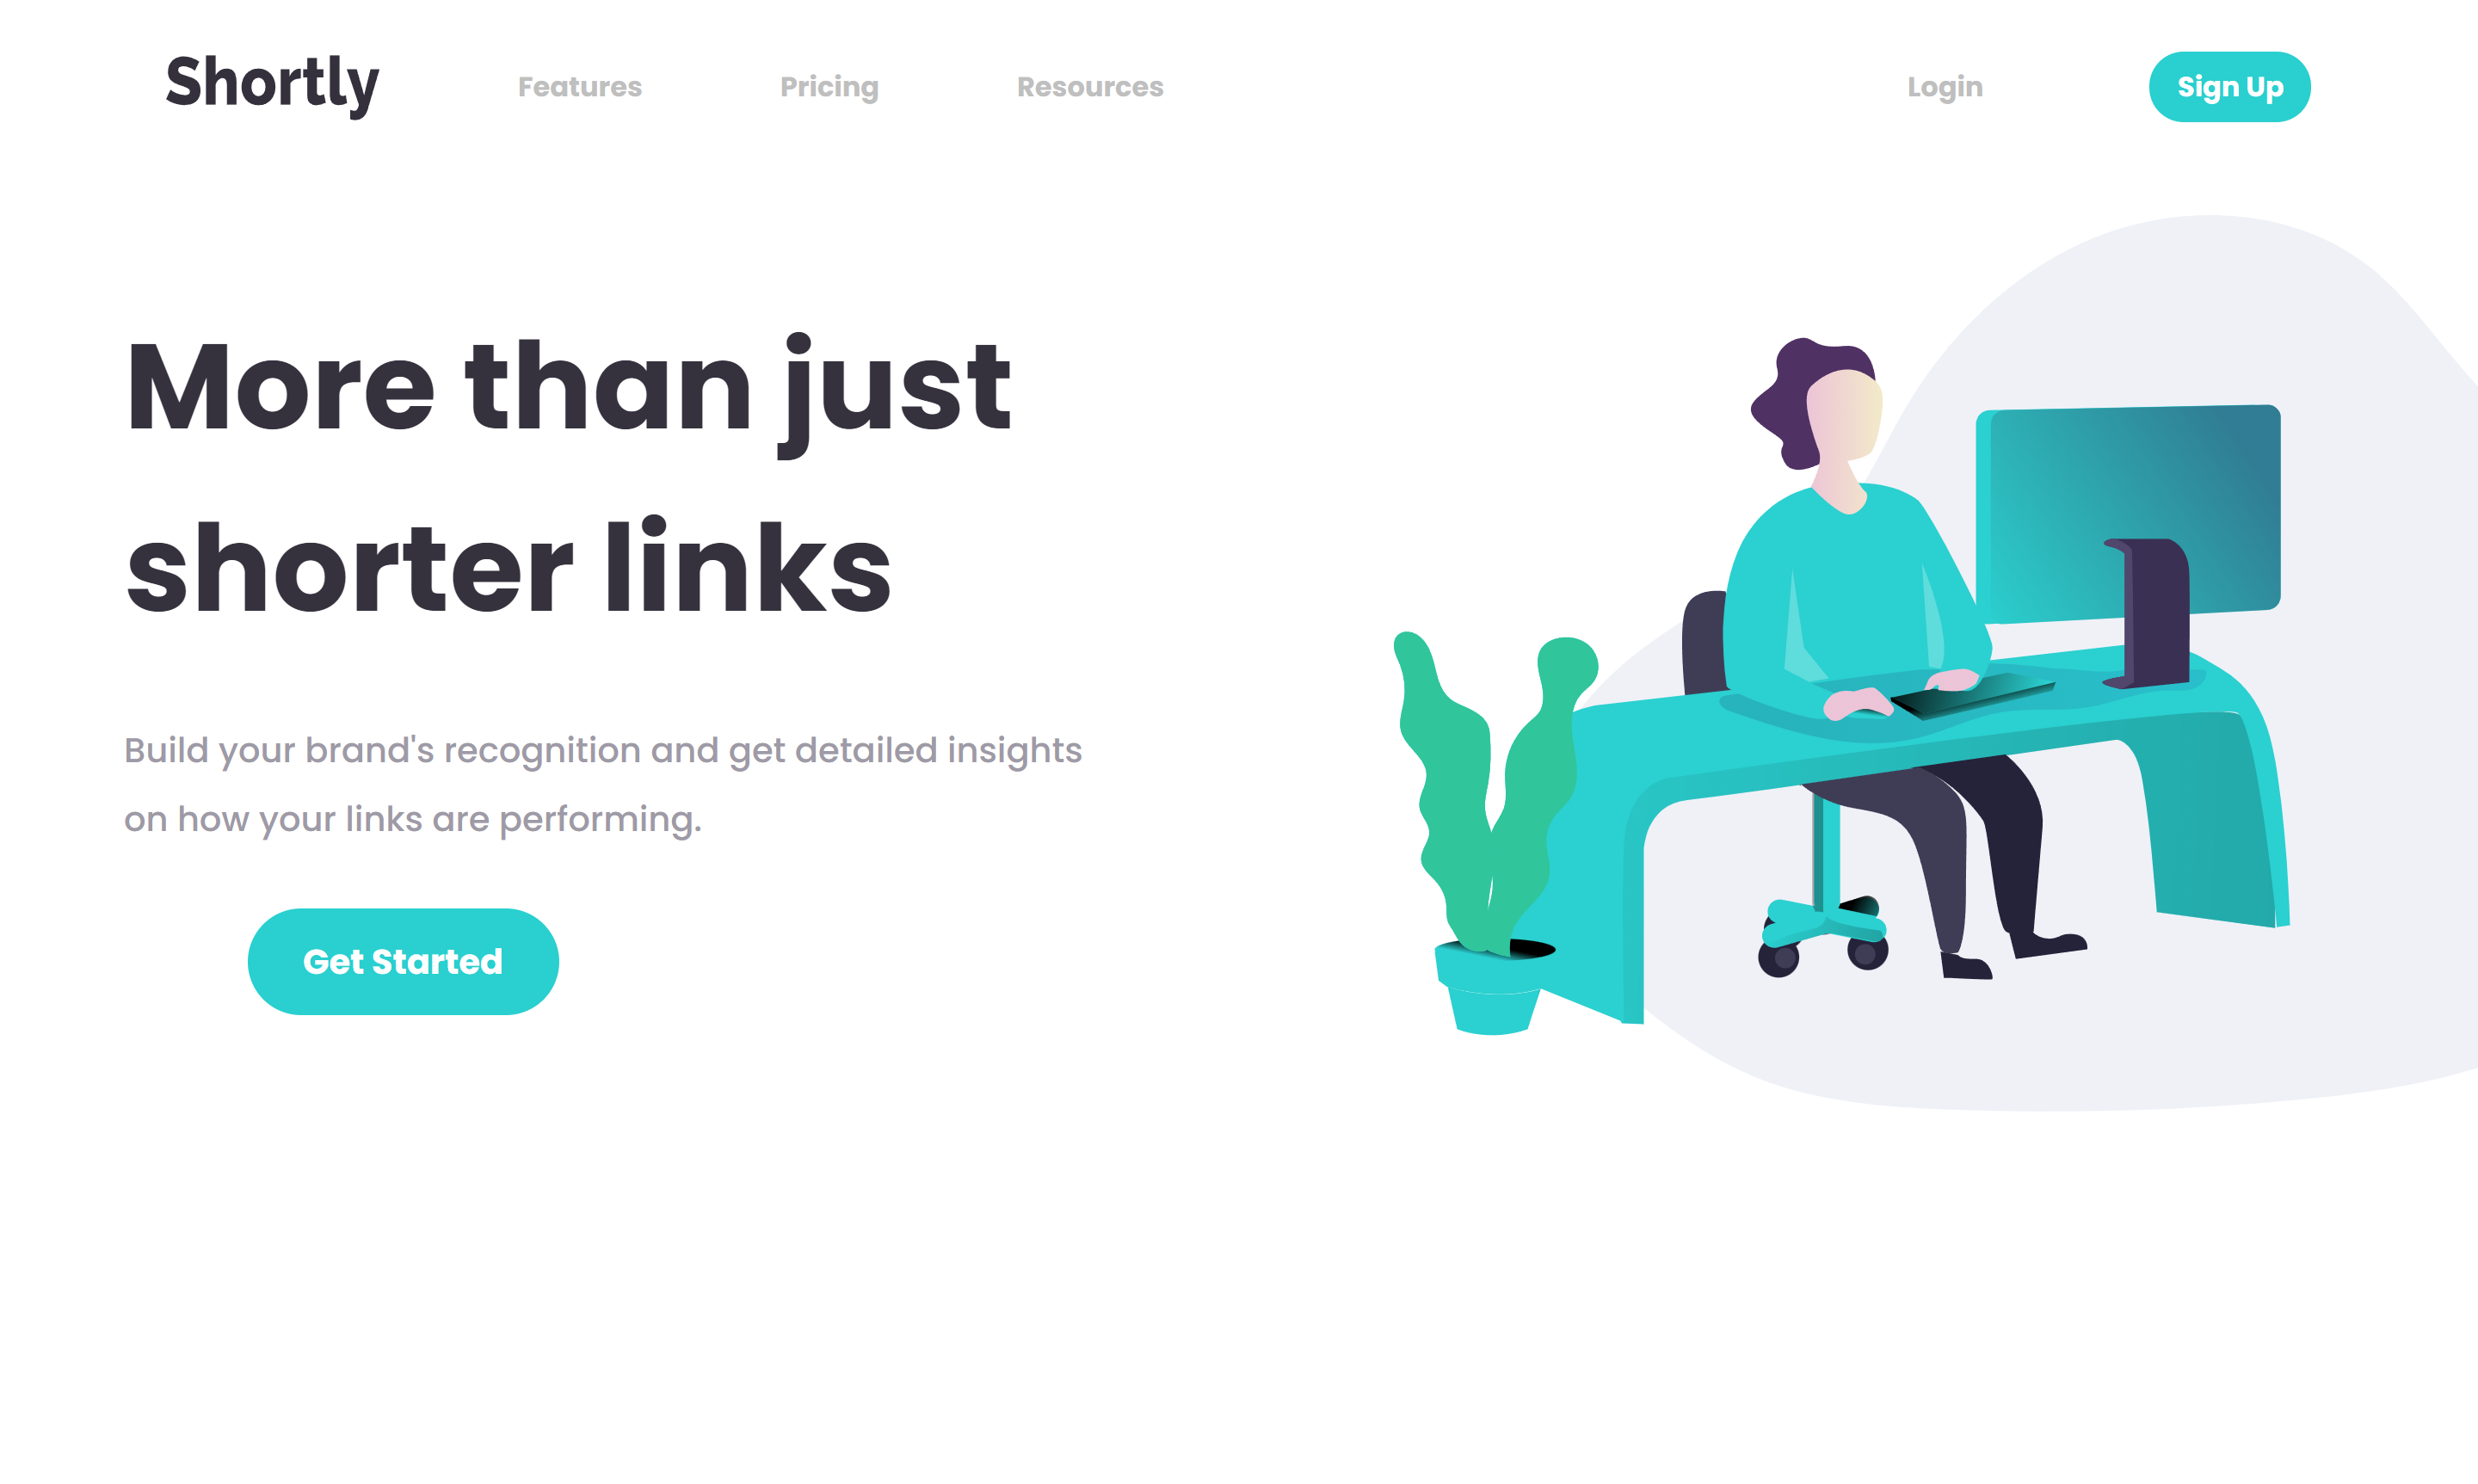 Shortly Features Pricing Resources Login Sign Up
More than just
shorter links
Build your brand's recognition and get detailed insights
on how your links are performing.
Get Started